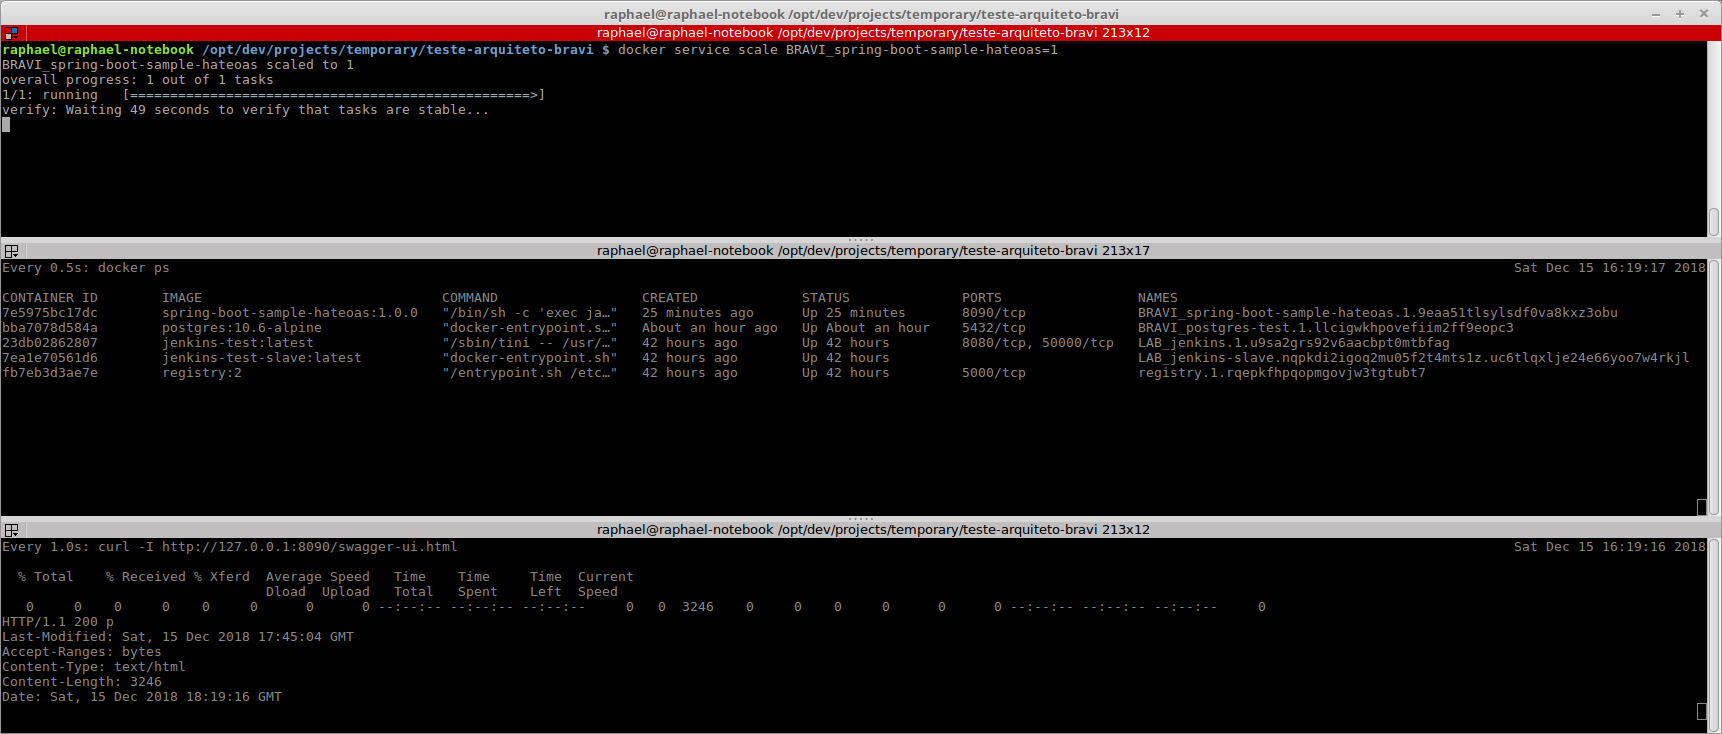 raphael@raphael-notebook /opt/dev/projects/temporary/teste-arquiteto-bravi
raphael@raphael-notebook /opt/dev/projects/temporary/teste-arquiteto-bravi 213x12
raphael@raphael-notebook /opt/dev/projects/temporary/teste-arquiteto-bravi $ docker service scale BRAVI_spring-boot-sample-hateoas=1
BRAVI_spring-boot-sample-hateoas scaled to 1
overall progress: 1 out of 1 tasks
1/1: running   [==================================================>]
verify: Waiting 49 seconds to verify that tasks are stable...
raphael@raphael-notebook /opt/dev/projects/temporary/teste-arquiteto-bravi 213x17
Every 0.5s: docker ps    Sat Dec 15 16:19:17 2018
CONTAINER ID    IMAGE    COMMAND    CREATED    STATUS    PORTS    NAMES
7e5975bc17dc    spring-boot-sample-hateoas:1.0.0    "/bin/sh -c 'exec ja…"    25 minutes ago    Up 25 minutes    8090/tcp    BRAVI_spring-boot-sample-hateoas.1.9eaa51tlsylsdf0va8kxz3obu
bba7078d584a    postgres:10.6-alpine    "docker-entrypoint.s…"    About an hour ago    Up About an hour    5432/tcp    BRAVI_postgres-test.1.llcigwkhpovefiim2ff9eopc3
23db02862807    jenkins-test:latest    "/sbin/tini -- /usr/…"    42 hours ago    Up 42 hours    8080/tcp, 50000/tcp    LAB_jenkins.1.u9sa2grs92v6aacbpt0mtbfag
7ea1e70561d6    jenkins-test-slave:latest    "docker-entrypoint.sh"    42 hours ago    Up 42 hours    LAB_jenkins-slave.nqpkdi2igoq2mu05f2t4mts1z.uc6tlqxlje24e66yoo7w4rkjl
fb7eb3d3ae7e    registry:2    "/entrypoint.sh /etc…"    42 hours ago    Up 42 hours    5000/tcp    registry.1.rqepkfhpqopmgovjw3tgtubt7
raphael@raphael-notebook /opt/dev/projects/temporary/teste-arquiteto-bravi 213x12
Every 1.0s: curl -I http://127.0.0.1:8090/swagger-ui.html    Sat Dec 15 16:19:16 2018
% Total    % Received % Xferd  Average Speed   Time    Time     Time  Current
Dload  Upload   Total   Spent    Left  Speed
0     0    0     0    0     0      0      0 --:--:-- --:--:-- --:--:--     0   0  3246    0     0    0     0      0      0 --:--:-- --:--:-- --:--:--     0
HTTP/1.1 200 p
Last-Modified: Sat, 15 Dec 2018 17:45:04 GMT
Accept-Ranges: bytes
Content-Type: text/html
Content-Length: 3246
Date: Sat, 15 Dec 2018 18:19:16 GMT